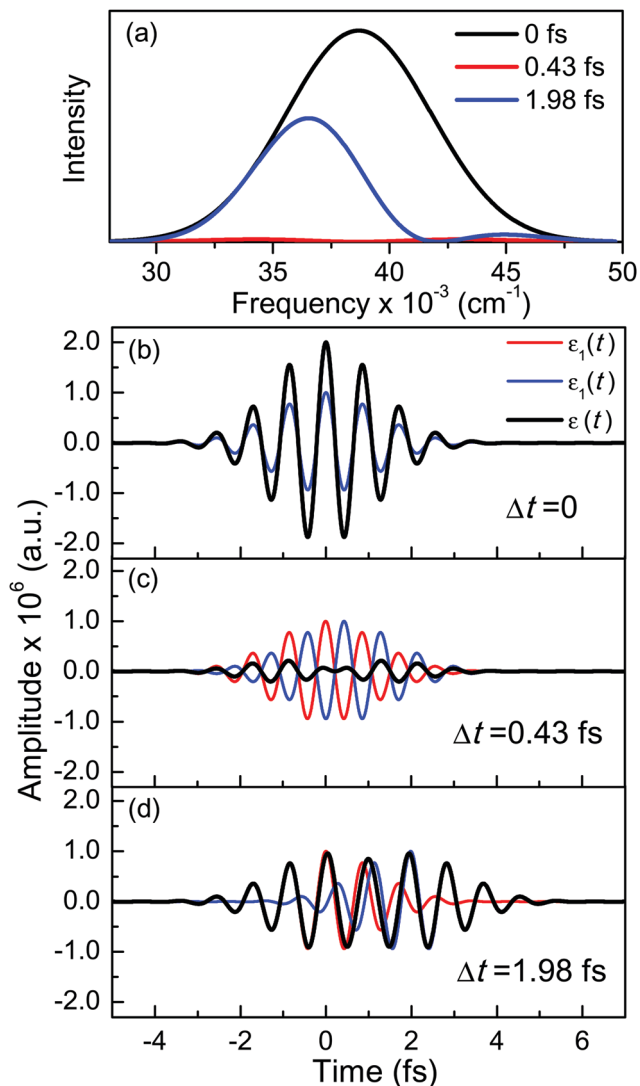 (a)
0 fs
0.43 fs
1.98 fs
Intensity
30 35 40 45 50
Frequency x 10⁻³ (cm⁻¹)
(b)
ε₁(t)
ε₁(t)
ε(t)
2.0
1.0
0.0
-1.0
-2.0
Δt=0
(c)
2.0
1.0
0.0
-1.0
-2.0
Δt=0.43 fs
(d)
2.0
1.0
0.0
-1.0
-2.0
Δt=1.98 fs
Amplitude x 10⁶ (a.u.)
-4 -2 0 2 4 6
Time (fs)